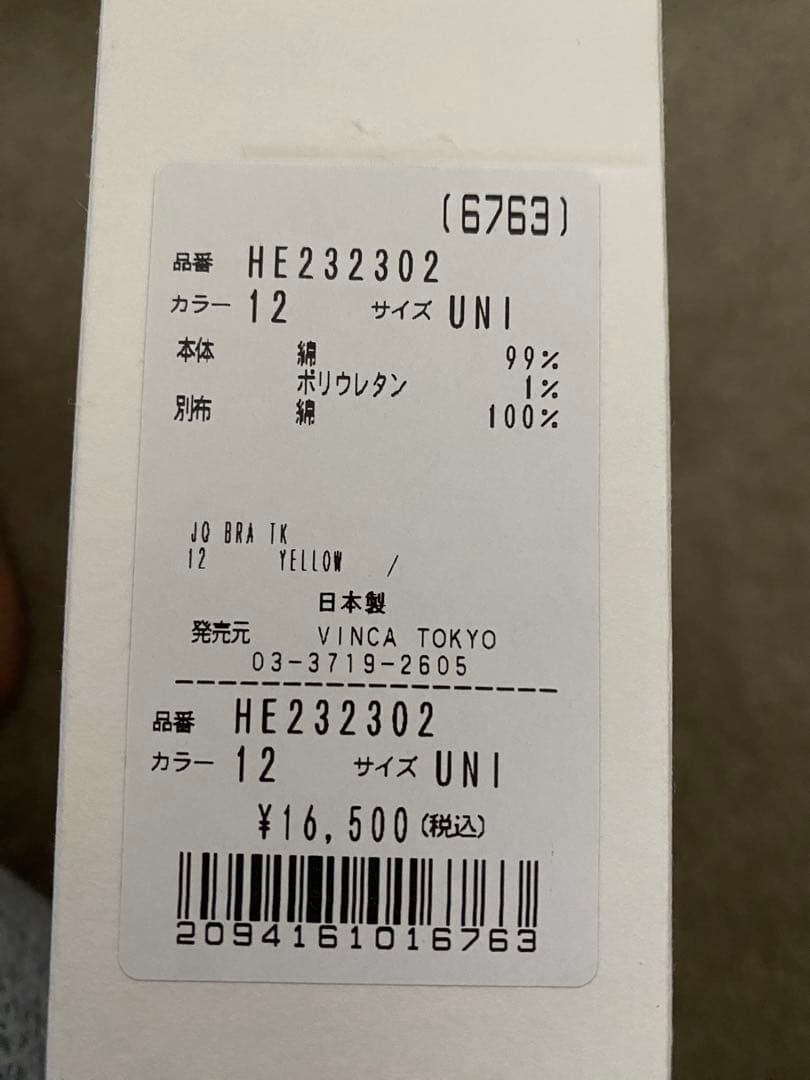 (6763)
品番 HE232302
カラー 12 サイズ UNI
本体 綿 99%
ポリウレタン 1%
別布 綿 100%
JQ BRA TK
12 YELLOW /
日本製
発売元 VINCA TOKYO
03-3719-2605
品番 HE232302
カラー 12 サイズ UNI
¥16,500(税込)
2094161016763